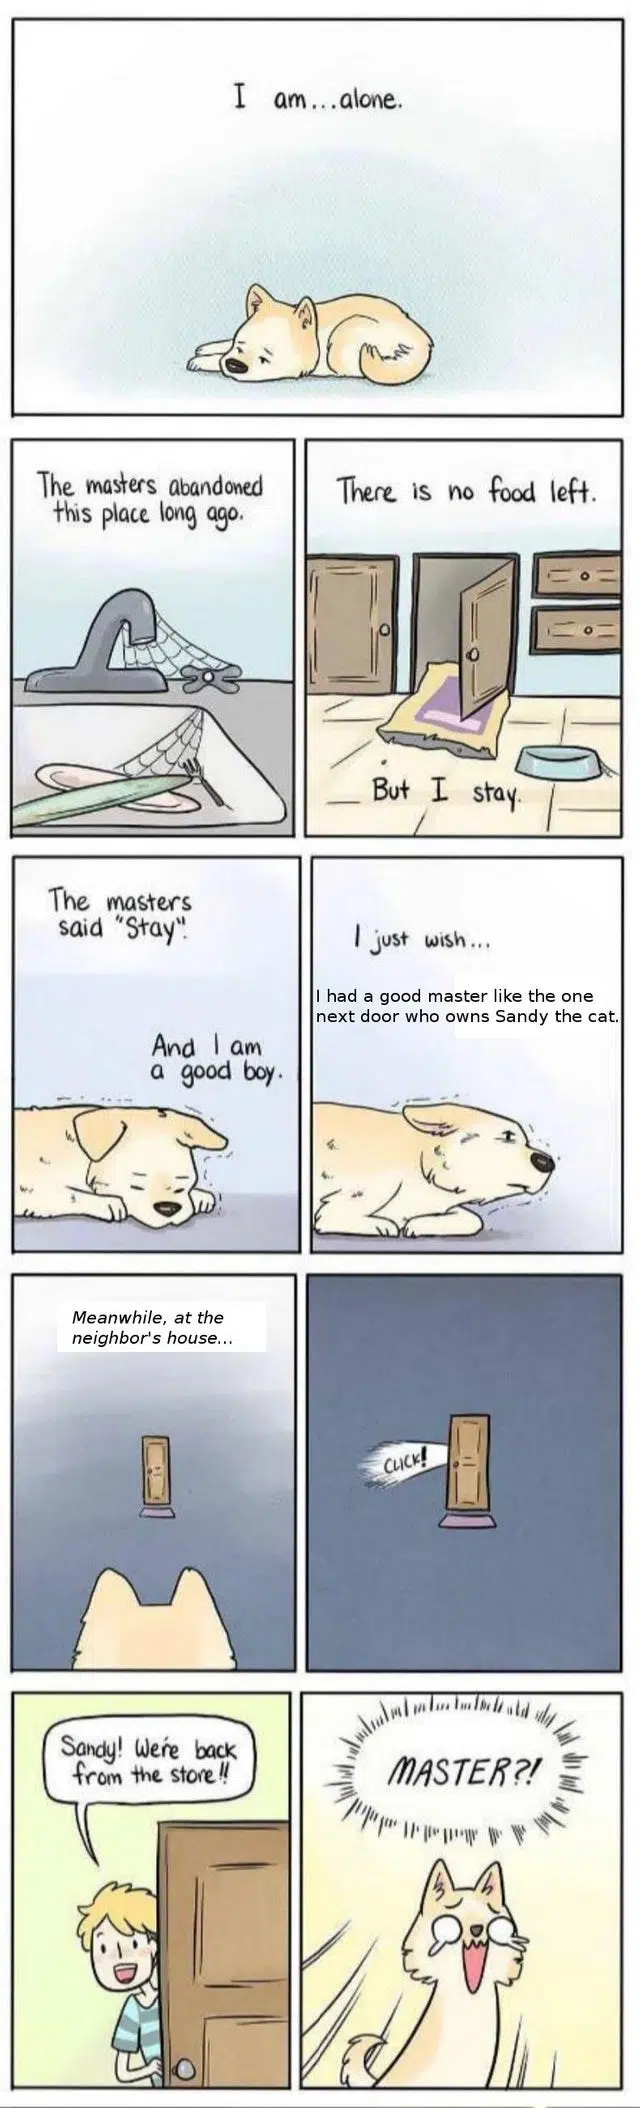 I am...alone.
The masters abandoned
this place long ago.
There is no food left.
But I stay.
The masters
said "Stay".
And I am
a good boy.
I just wish...
I had a good master like the one
next door who owns Sandy the cat.
Meanwhile, at the
neighbor's house...
CLICK!
Sandy! We're back
from the store!!
MASTER?!